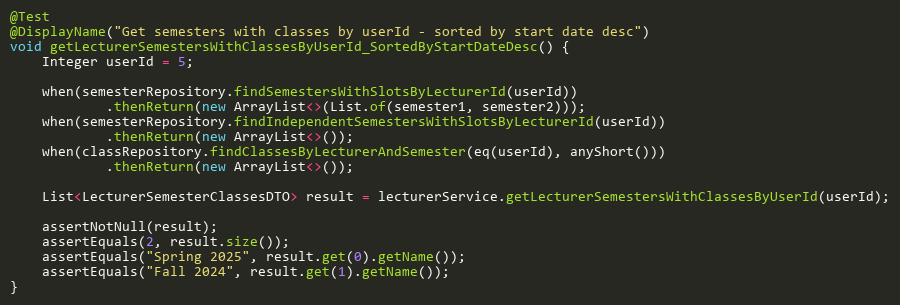 @Test
@DisplayName("Get semesters with classes by userId - sorted by start date desc")
void getLecturerSemestersWithClassesByUserId_SortedByStartDateDesc() {
    Integer userId = 5;

    when(semesterRepository.findSemestersWithSlotsByLecturerId(userId))
            .thenReturn(new ArrayList<>(List.of(semester1, semester2)));
    when(semesterRepository.findIndependentSemestersWithSlotsByLecturerId(userId))
            .thenReturn(new ArrayList<>());
    when(classRepository.findClassesByLecturerAndSemester(eq(userId), anyShort()))
            .thenReturn(new ArrayList<>());

    List<LecturerSemesterClassesDTO> result = lecturerService.getLecturerSemestersWithClassesByUserId(userId);

    assertNotNull(result);
    assertEquals(2, result.size());
    assertEquals("Spring 2025", result.get(0).getName());
    assertEquals("Fall 2024", result.get(1).getName());
}